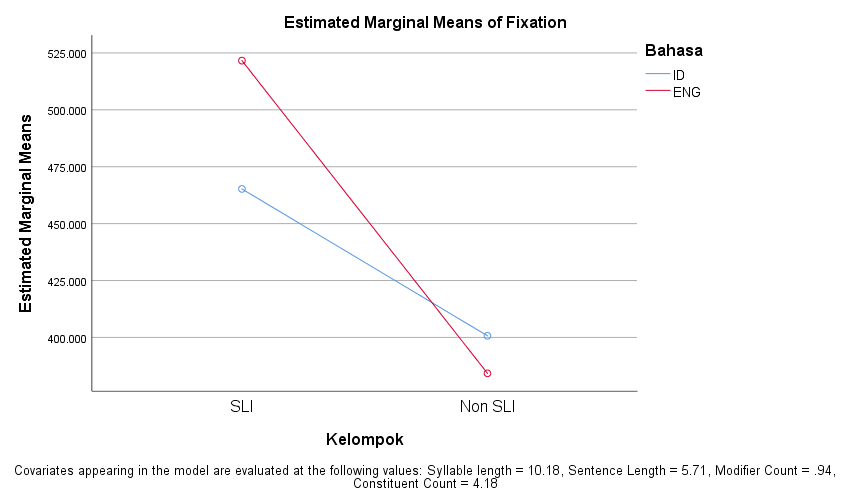 Estimated Marginal Means of Fixation
Bahasa
ID
ENG
Estimated Marginal Means
525.000
500.000
475.000
450.000
425.000
400.000
SLI
Non SLI
Kelompok
Covariates appearing in the model are evaluated at the following values: Syllable length = 10.18, Sentence Length = 5.71, Modifier Count = .94,
Constituent Count = 4.18